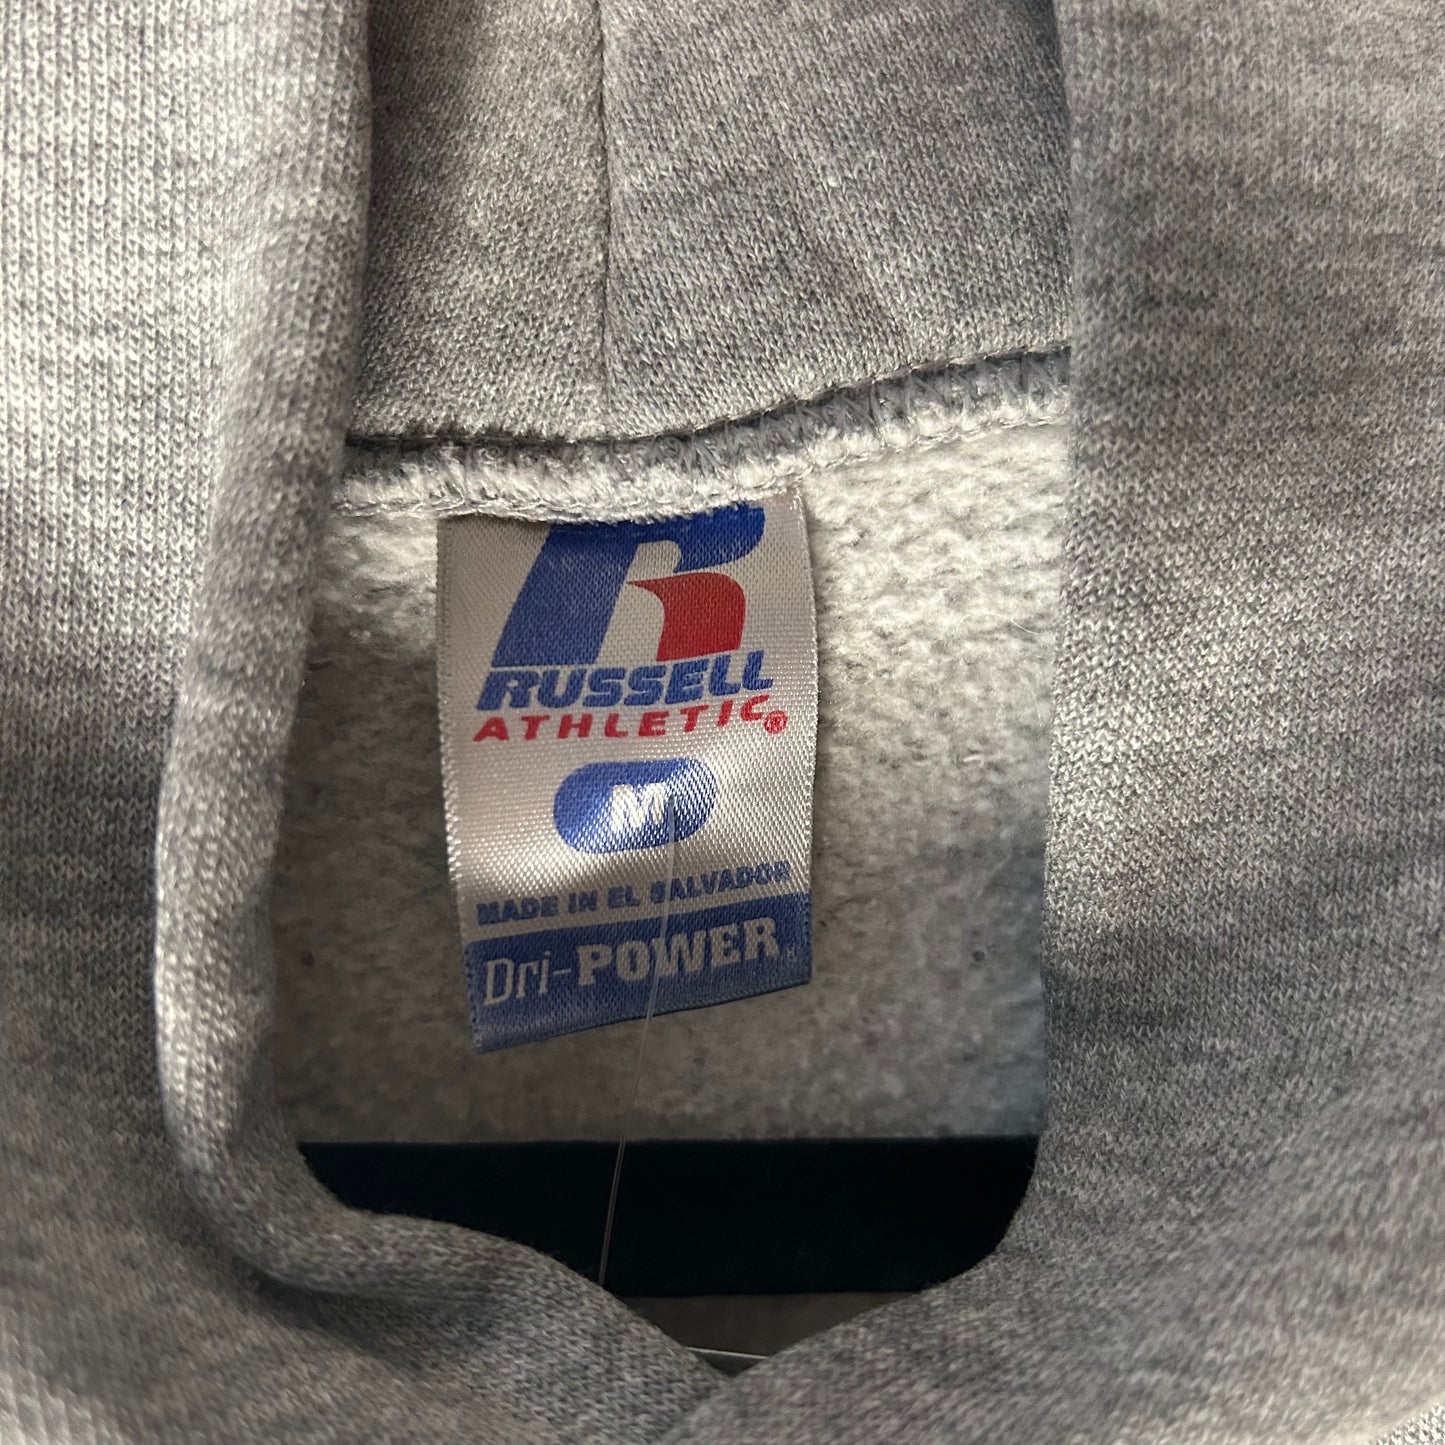 R
RUSSELL
ATHLETIC®
M
MADE IN EL SALVADOR
Dri-POWER®